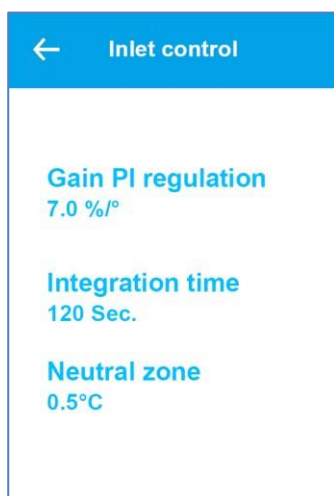 Inlet control
Gain PI regulation
7.0 %/°
Integration time
120 Sec.
Neutral zone
0.5°C